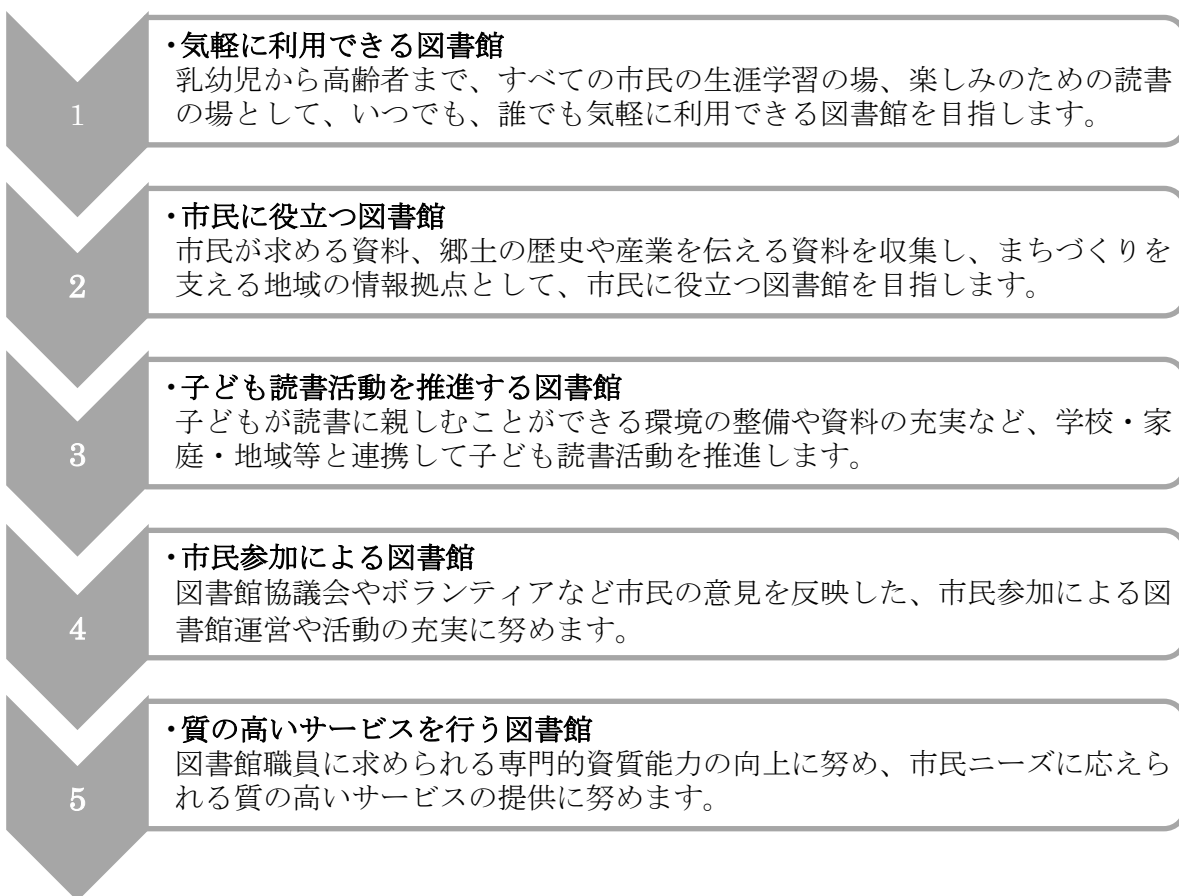 1
・気軽に利用できる図書館
乳幼児から高齢者まで、すべての市民の生涯学習の場、楽しみのための読書
の場として、いつでも、誰でも気軽に利用できる図書館を目指します。
2
・市民に役立つ図書館
市民が求める資料、郷土の歴史や産業を伝える資料を収集し、まちづくりを
支える地域の情報拠点として、市民に役立つ図書館を目指します。
3
・子ども読書活動を推進する図書館
子どもが読書に親しむことができる環境の整備や資料の充実など、学校・家
庭・地域等と連携して子ども読書活動を推進します。
4
・市民参加による図書館
図書館協議会やボランティアなど市民の意見を反映した、市民参加による図
書館運営や活動の充実に努めます。
5
・質の高いサービスを行う図書館
図書館職員に求められる専門的資質能力の向上に努め、市民ニーズに応えら
れる質の高いサービスの提供に努めます。